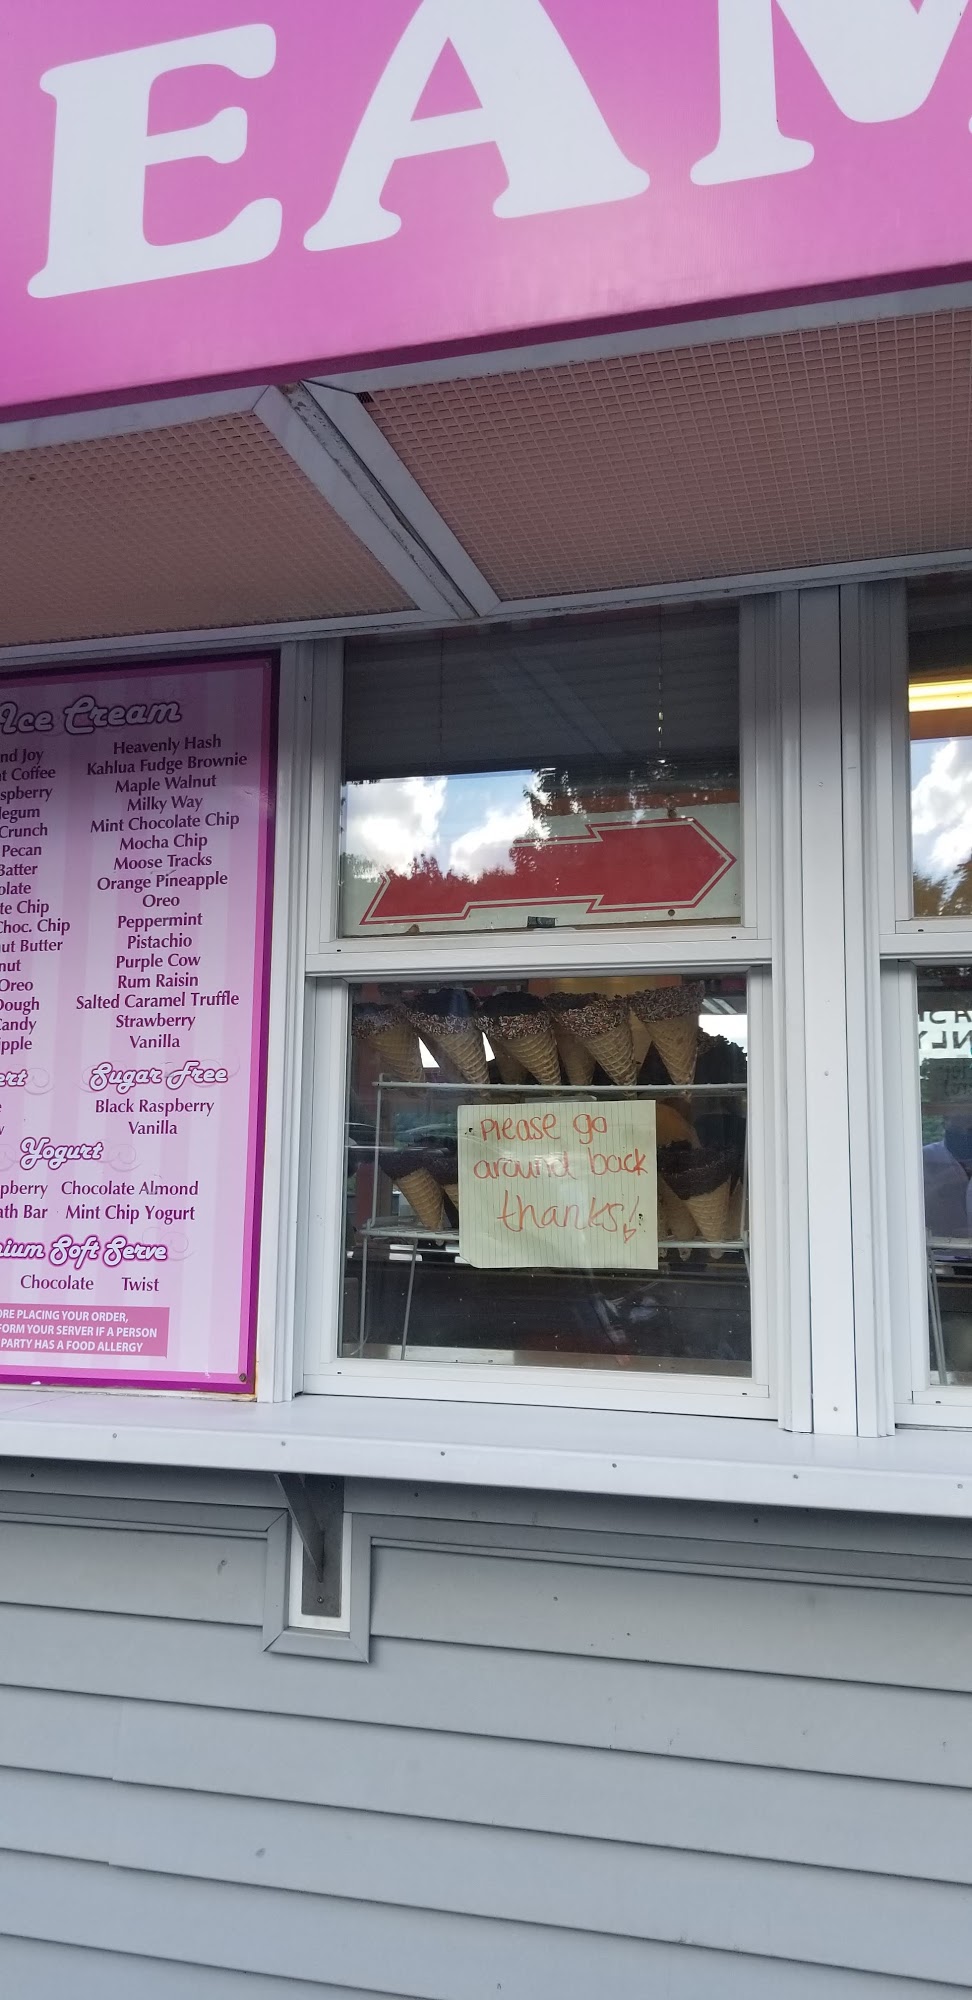 EAM
Ice Cream
nd Joy
t Coffee
spberry
legum
Crunch
Pecan
Batter
olate
te Chip
Choc. Chip
ut Butter
nut
Oreo
Dough
Candy
pple
Heavenly Hash
Kahlua Fudge Brownie
Maple Walnut
Milky Way
Mint Chocolate Chip
Mocha Chip
Moose Tracks
Orange Pineapple
Oreo
Peppermint
Pistachio
Purple Cow
Rum Raisin
Salted Caramel Truffle
Strawberry
Vanilla
ert
Sugar Free
Black Raspberry
Vanilla
Yogurt
pberry Chocolate Almond
ath Bar Mint Chip Yogurt
ium Soft Serve
Chocolate Twist
ORE PLACING YOUR ORDER,
FORM YOUR SERVER IF A PERSON
PARTY HAS A FOOD ALLERGY
Please go
around back
thanks!